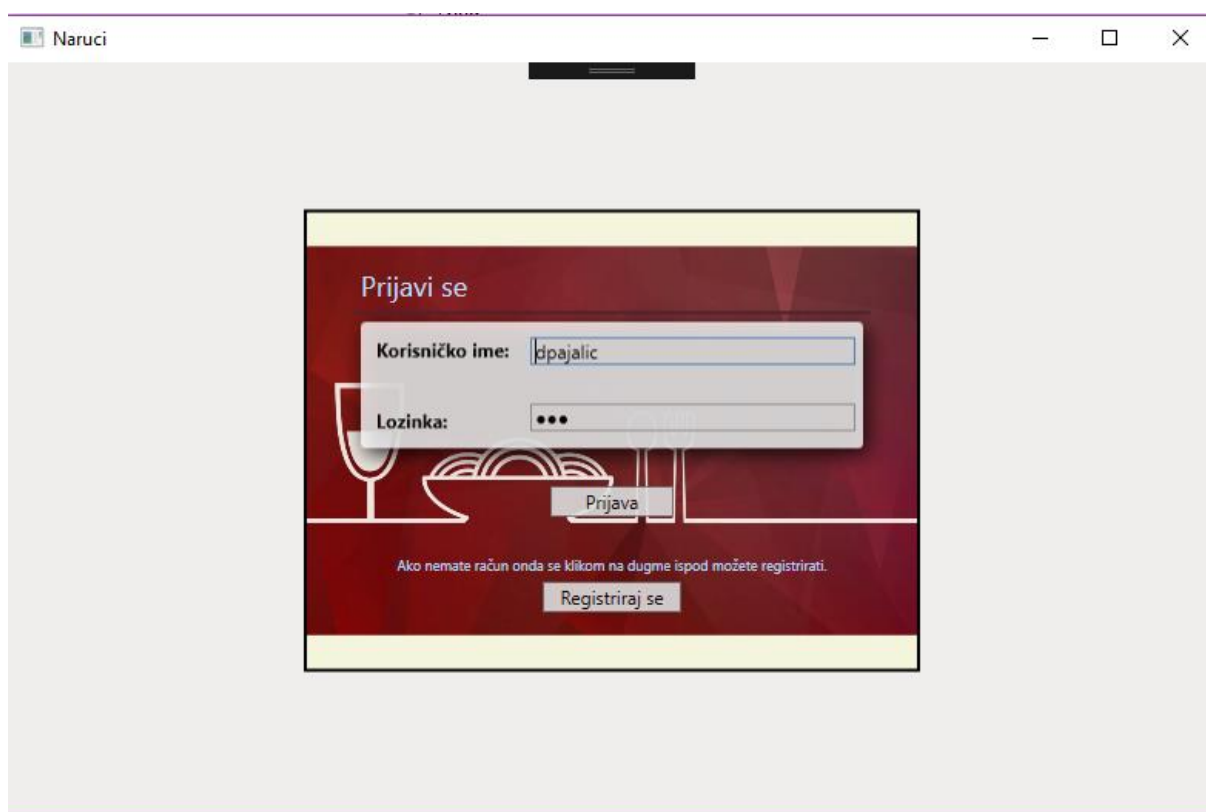 Naruci
Prijavi se
Korisničko ime: dpajalic
Lozinka: •••
Prijava
Ako nemate račun onda se klikom na dugme ispod možete registrirati.
Registriraj se